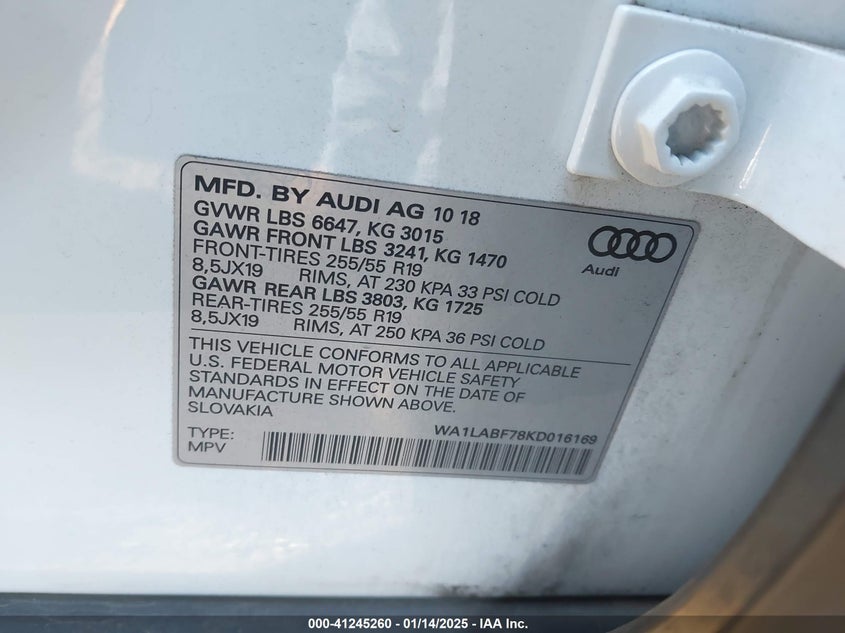 MFD. BY AUDI AG 10 18
GVWR LBS 6647, KG 3015
GAWR FRONT LBS 3241, KG 1470
FRONT-TIRES 255/55 R19
8,5JX19 RIMS, AT 230 KPA 33 PSI COLD
GAWR REAR LBS 3803, KG 1725
REAR-TIRES 255/55 R19
8,5JX19 RIMS, AT 250 KPA 36 PSI COLD
Audi
THIS VEHICLE CONFORMS TO ALL APPLICABLE
U.S. FEDERAL MOTOR VEHICLE SAFETY
STANDARDS IN EFFECT ON THE DATE OF
MANUFACTURE SHOWN ABOVE.
SLOVAKIA
WA1LABF78KD016169
TYPE:
MPV
000-41245260 - 01/14/2025 - IAA Inc.